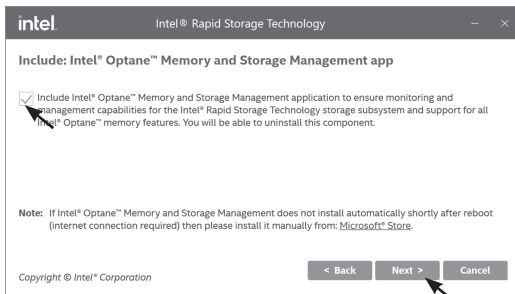 intel.
Intel® Rapid Storage Technology
Include: Intel® Optane™ Memory and Storage Management app
Include Intel® Optane™ Memory and Storage Management application to ensure monitoring and
management capabilities for the Intel® Rapid Storage Technology storage subsystem and support for all
Intel® Optane™ memory features. You will be able to uninstall this component.
Note: If Intel® Optane™ Memory and Storage Management does not install automatically shortly after reboot
(internet connection required) then please install it manually from: Microsoft® Store.
Copyright © Intel® Corporation
< Back
Next >
Cancel